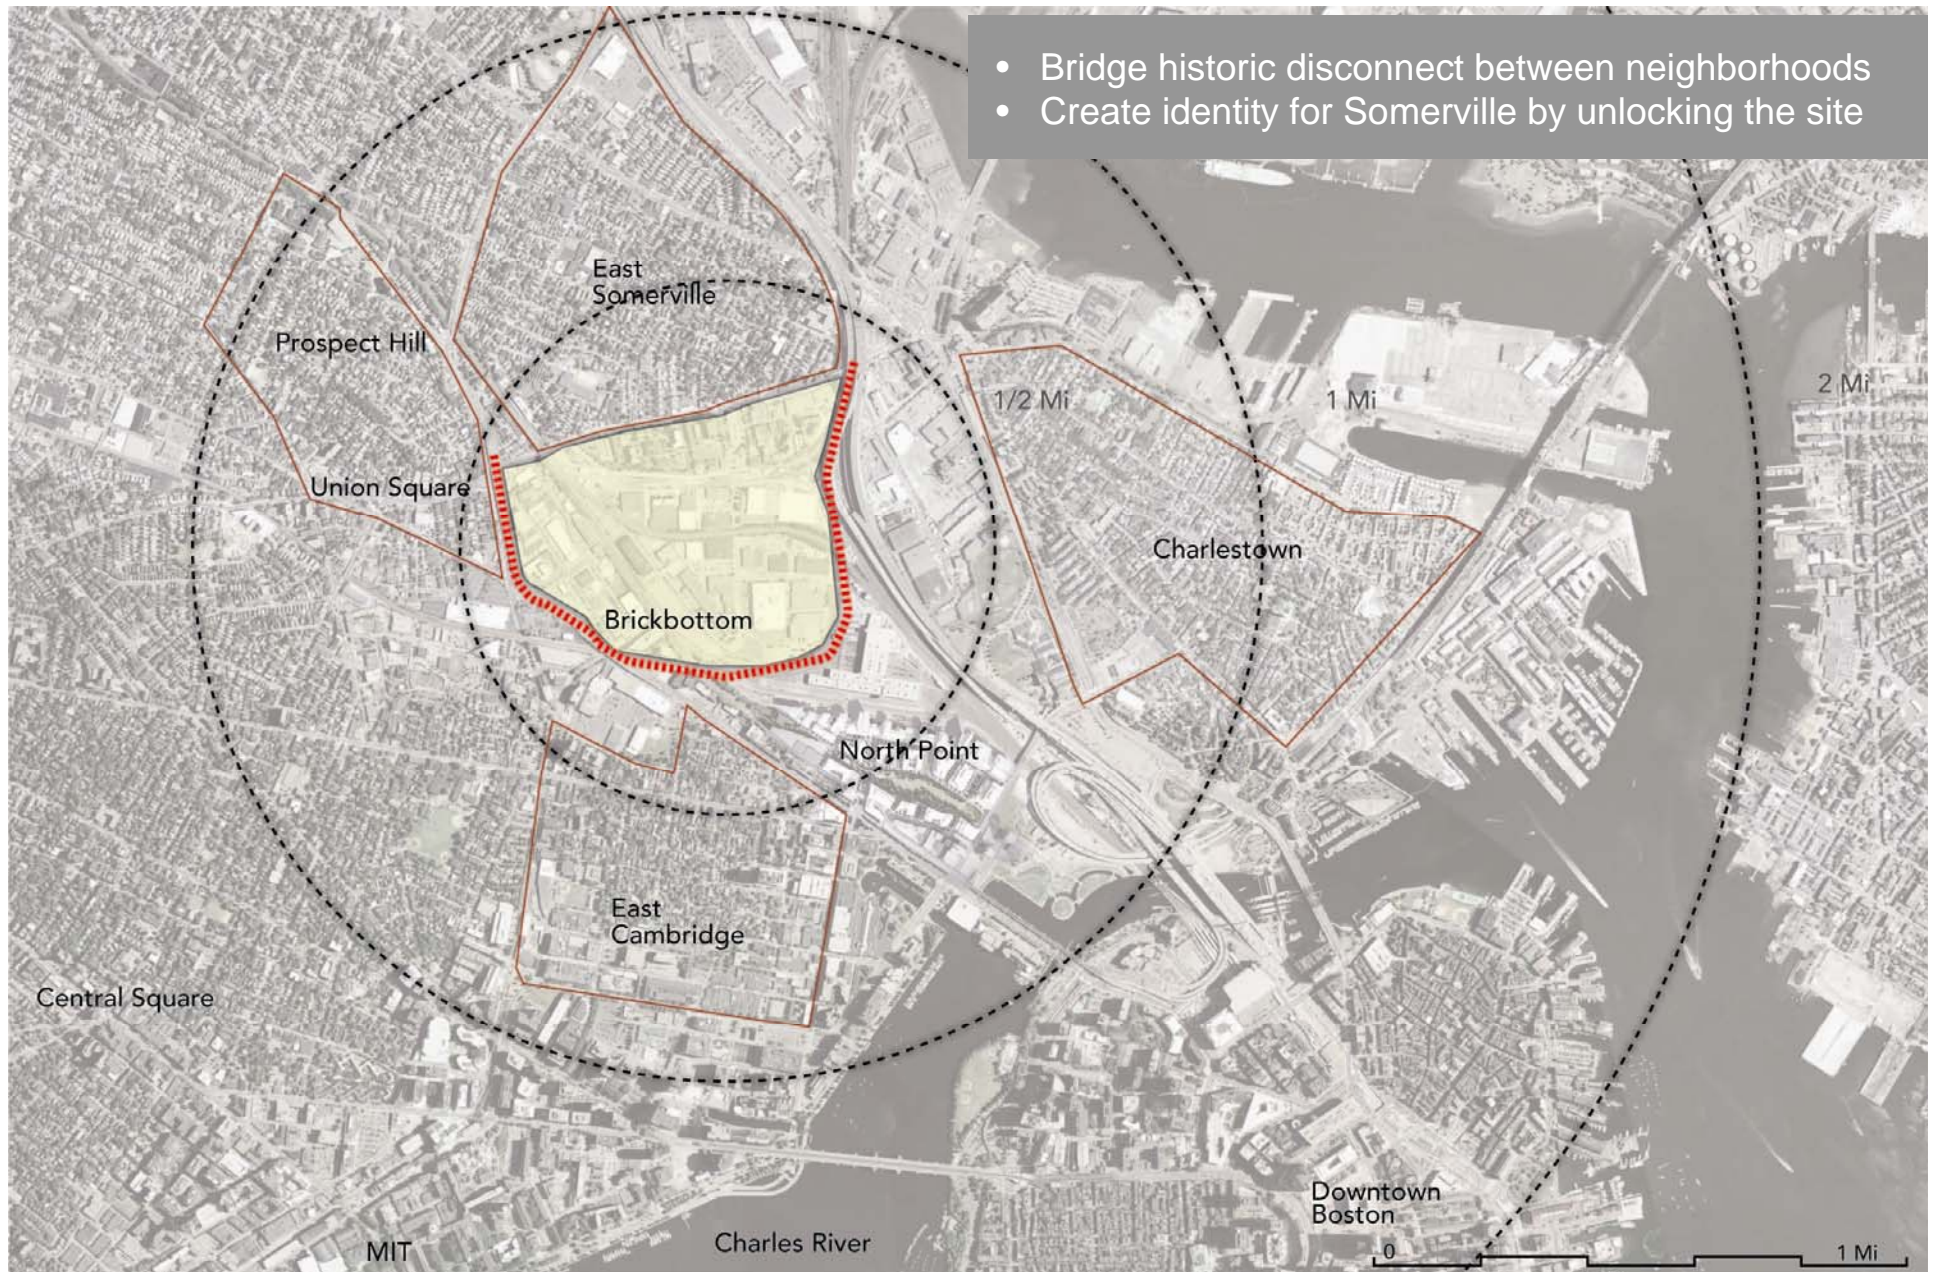 • Bridge historic disconnect between neighborhoods
• Create identity for Somerville by unlocking the site
East
Somerville
Prospect Hill
1/2 Mi
1 Mi
2 Mi
Union Square
Charlestown
Brickbottom
North Point
East
Cambridge
Central Square
Downtown
Boston
MIT
Charles River
0
1 Mi